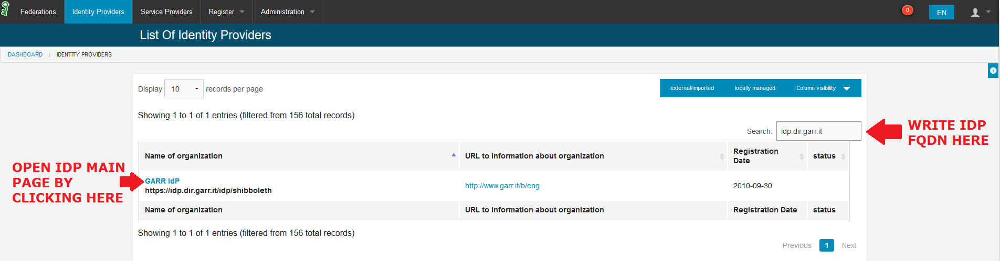 Federations Identity Providers Service Providers Register Administration 0 EN
List Of Identity Providers
DASHBOARD / IDENTITY PROVIDERS
Display 10 records per page external/imported locally managed Column visibility
Showing 1 to 1 of 1 entries (filtered from 156 total records)
Search: idp.dir.garr.it
WRITE IDP
FQDN HERE
Name of organization URL to information about organization Registration Date status
OPEN IDP MAIN
PAGE BY
CLICKING HERE
GARR IdP
https://idp.dir.garr.it/idp/shibboleth
http://www.garr.it/b/eng 2010-09-30
Name of organization URL to information about organization Registration Date status
Showing 1 to 1 of 1 entries (filtered from 156 total records)
Previous 1 Next